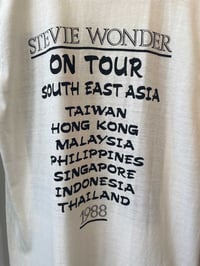 STEVIE WONDER
ON TOUR
SOUTH EAST ASIA
TAIWAN
HONG KONG
MALAYSIA
PHILIPPINES
SINGAPORE
INDONESIA
THAILAND
1988